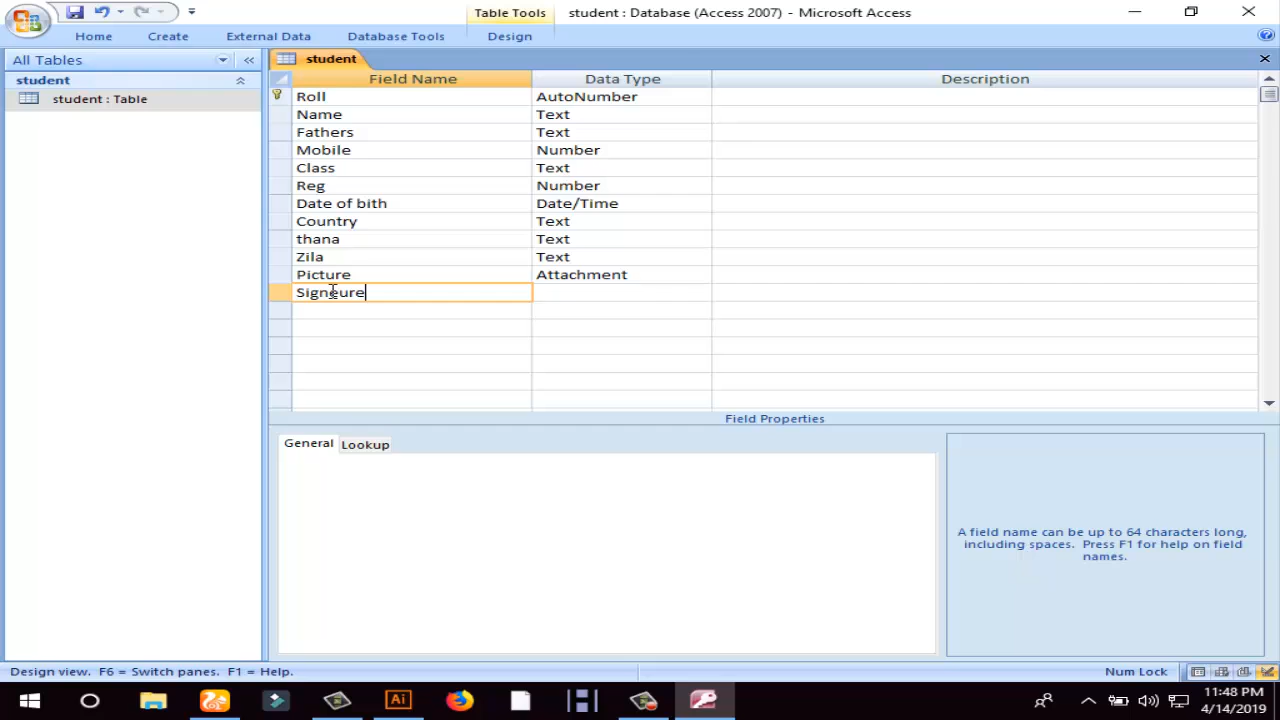 Table Tools
student : Database (Access 2007) - Microsoft Access
Home Create External Data Database Tools Design
All Tables
student
student : Table
student
Field Name Data Type Description
Roll AutoNumber
Name Text
Fathers Text
Mobile Number
Class Text
Reg Number
Date of bith Date/Time
Country Text
thana Text
Zila Text
Picture Attachment
Signeure
Field Properties
General Lookup
A field name can be up to 64 characters long,
including spaces. Press F1 for help on field
names.
Design view. F6 = Switch panes. F1 = Help.
Num Lock
Ai
11:48 PM
4/14/2019